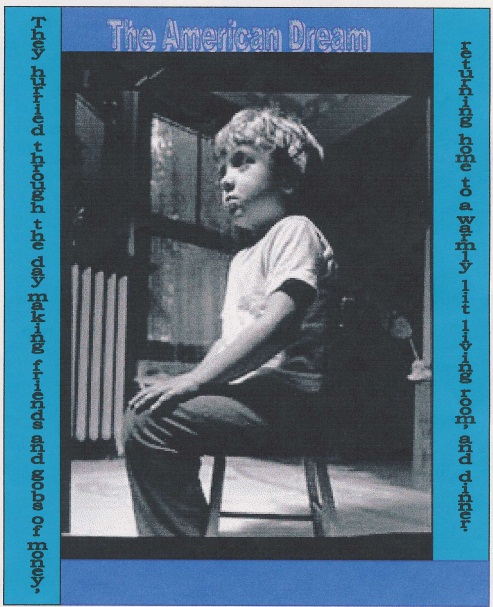 The American Dream
They hurried through the day making friends and gobs of money,
returning home to a warmly lit living room, and dinner.